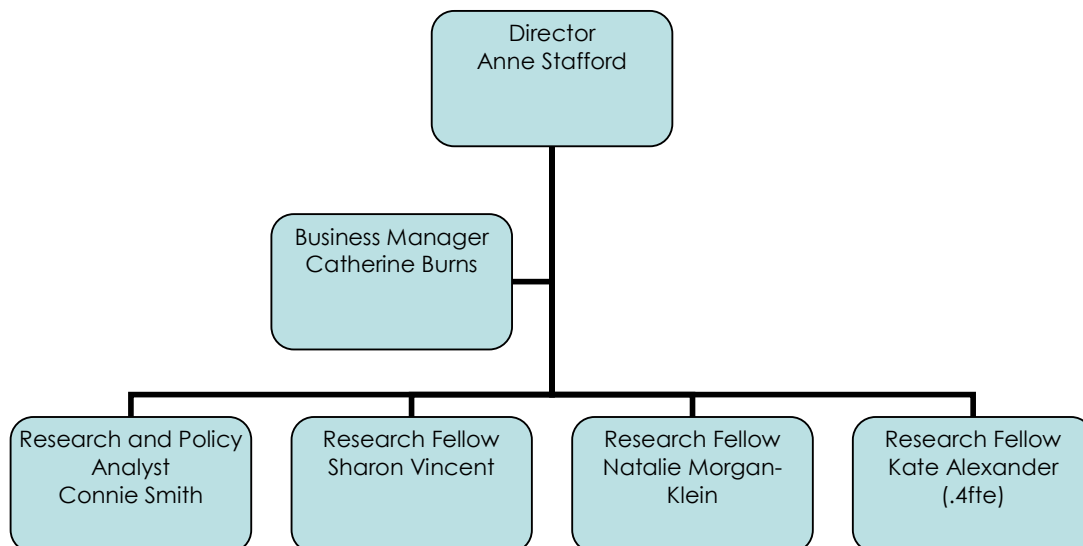 Director
Anne Stafford
Business Manager
Catherine Burns
Research and Policy
Analyst
Connie Smith
Research Fellow
Sharon Vincent
Research Fellow
Natalie Morgan-
Klein
Research Fellow
Kate Alexander
(.4fte)